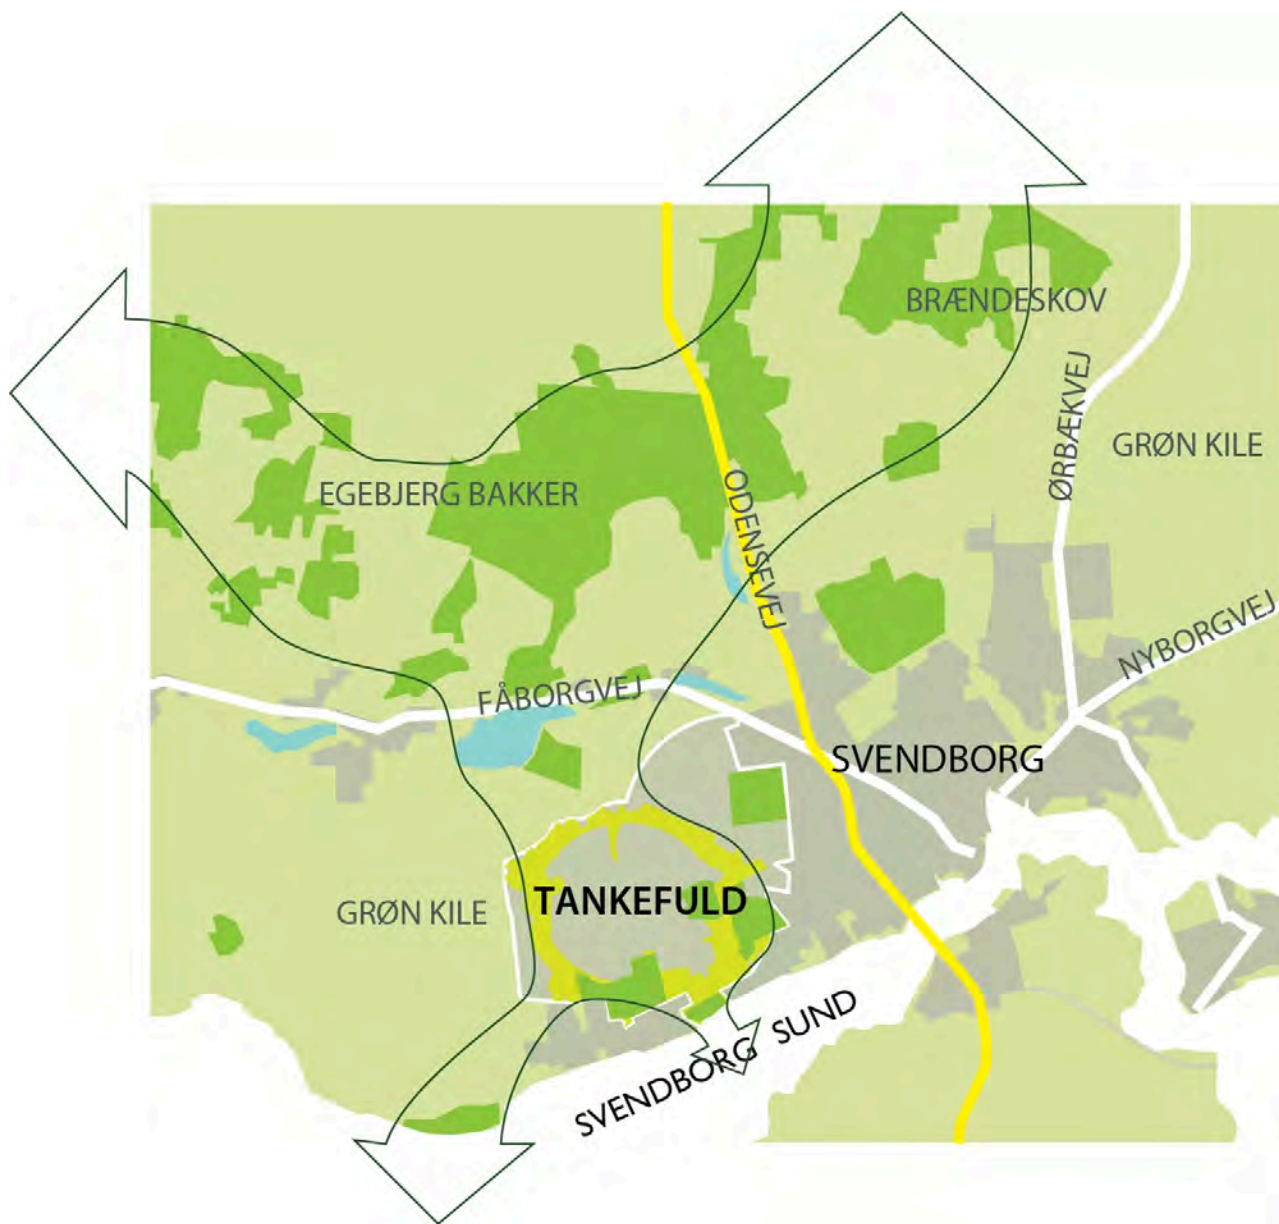 BRÆNDESKOV
ØRBÆKVEJ
GRØN KILE
EGEBJERG BAKKER
ODENSEVEJ
NYBORGVEJ
FÅBORGVEJ
SVENDBORG
TANKEFULD
GRØN KILE
SVENDBORG SUND